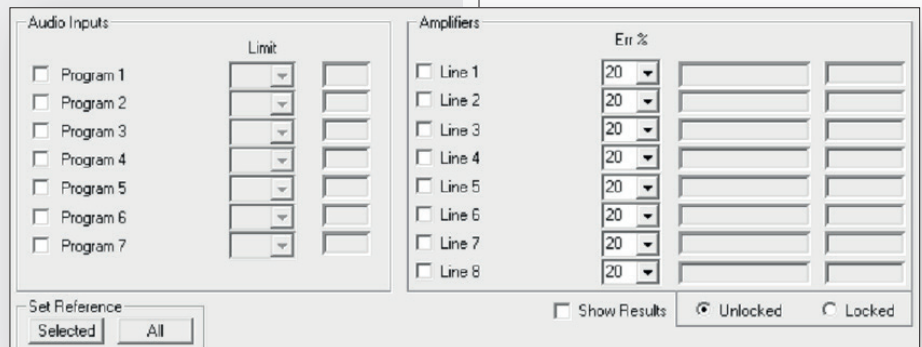 Audio Inputs
Limit
Program 1
Program 2
Program 3
Program 4
Program 5
Program 6
Program 7
Amplifiers
Err %
Line 1 20
Line 2 20
Line 3 20
Line 4 20
Line 5 20
Line 6 20
Line 7 20
Line 8 20
Set Reference
Selected All
Show Results Unlocked Locked